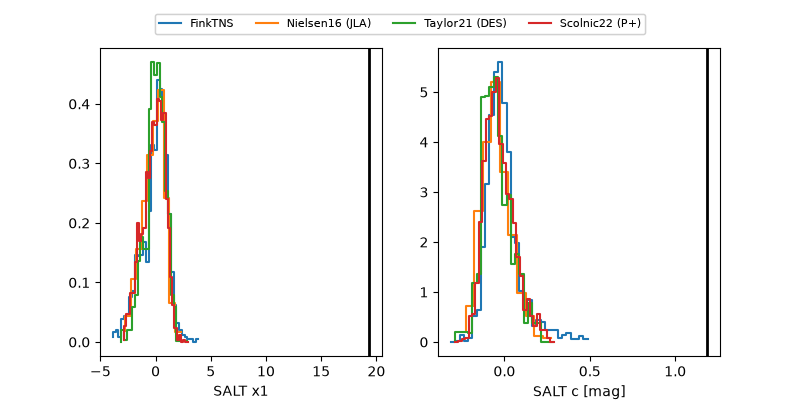 FinkTNS Nielsen16 (JLA) Taylor21 (DES) Scolnic22 (P+)
0.4
0.3
0.2
0.1
0.0
−5 0 5 10 15 20
SALT x1
5
4
3
2
1
0
0.0 0.5 1.0
SALT c [mag]